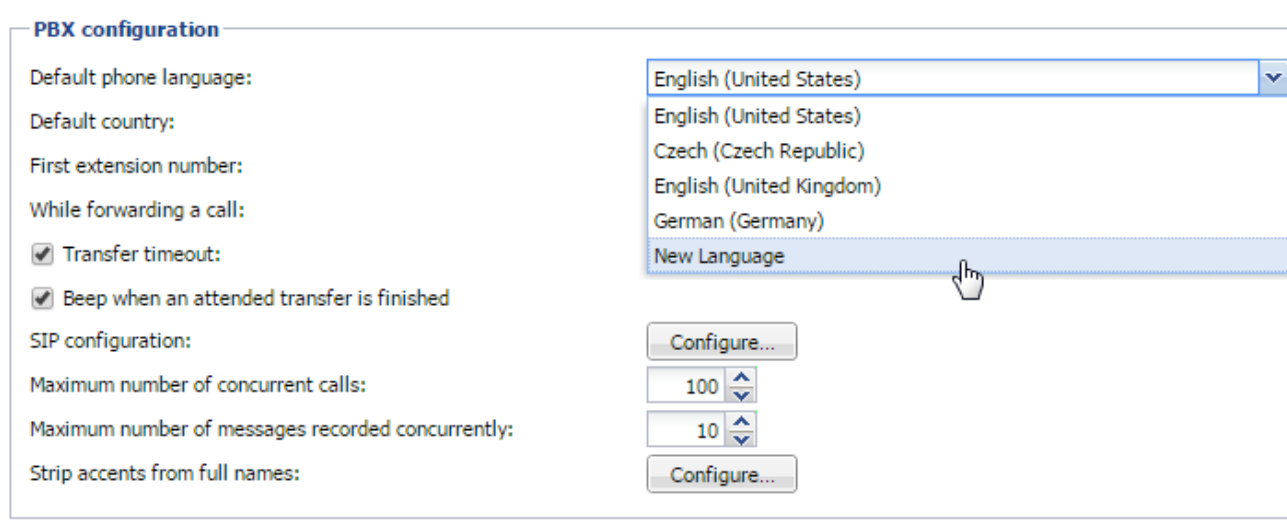 PBX configuration
Default phone language: English (United States)
English (United States)
Default country:
Czech (Czech Republic)
First extension number:
English (United Kingdom)
While forwarding a call:
German (Germany)
Transfer timeout:
New Language
Beep when an attended transfer is finished
SIP configuration: Configure...
Maximum number of concurrent calls: 100
Maximum number of messages recorded concurrently: 10
Strip accents from full names: Configure...